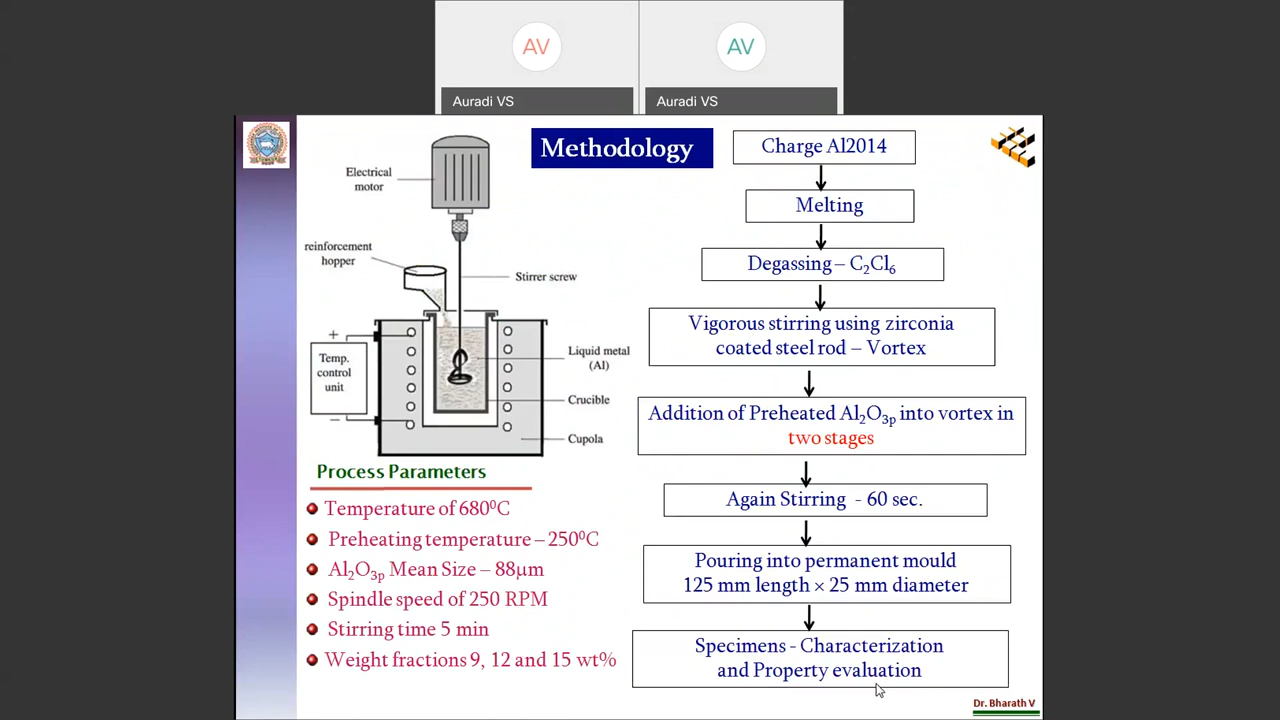 AV
AV
Auradi VS
Auradi VS
Methodology
Electrical
motor
reinforcement
hopper
Stirrer screw
+
Temp.
control
unit
−
Liquid metal
(Al)
Crucible
Cupola
Process Parameters
Temperature of 680⁰C
Preheating temperature – 250⁰C
Al₂O₃ₚ Mean Size – 88µm
Spindle speed of 250 RPM
Stirring time 5 min
Weight fractions 9, 12 and 15 wt%
Charge Al2014
Melting
Degassing – C₂Cl₆
Vigorous stirring using zirconia
coated steel rod – Vortex
Addition of Preheated Al₂O₃ₚ into vortex in
two stages
Again Stirring - 60 sec.
Pouring into permanent mould
125 mm length × 25 mm diameter
Specimens - Characterization
and Property evaluation
Dr. Bharath V